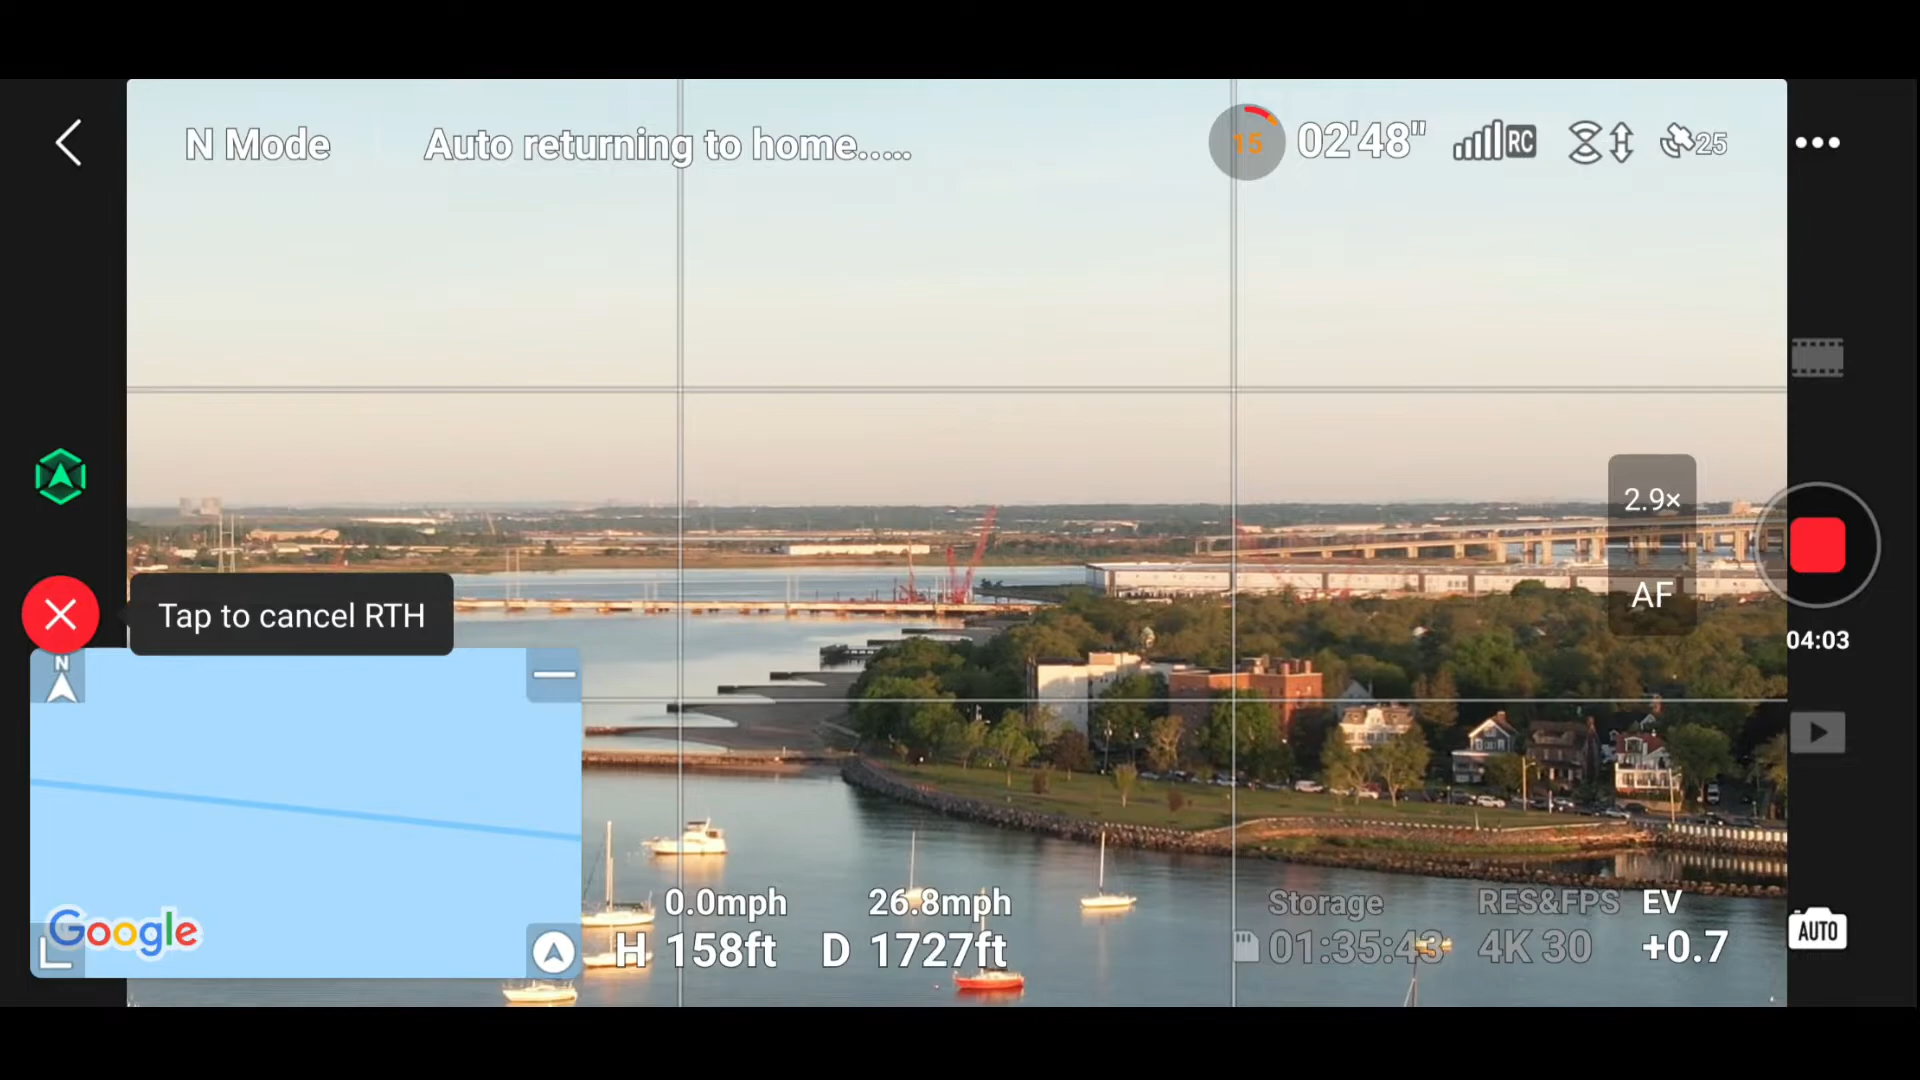 N Mode
Auto returning to home.....
15
02'48"
RC
25
2.9×
AF
Tap to cancel RTH
04:03
N
0.0mph
26.8mph
H 158ft
D 1727ft
Storage
01:35:43
RES&FPS
4K 30
EV
+0.7
AUTO
Google